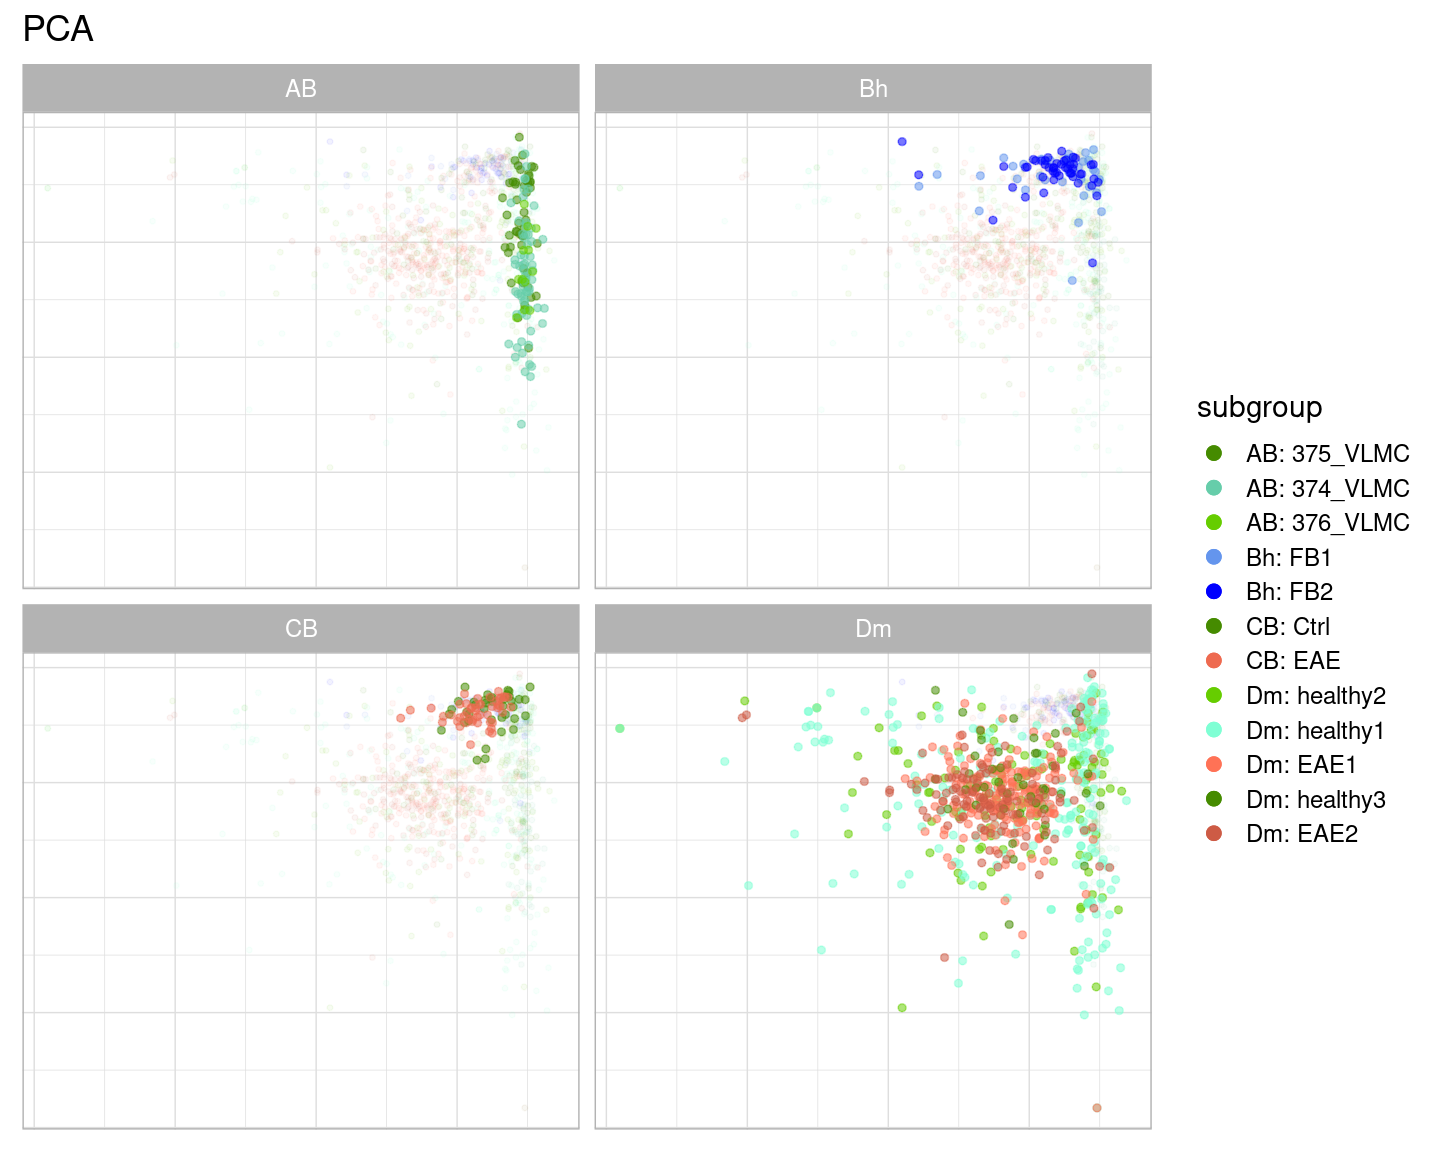 PCA
AB
Bh
CB
Dm
subgroup
AB: 375_VLMC
AB: 374_VLMC
AB: 376_VLMC
Bh: FB1
Bh: FB2
CB: Ctrl
CB: EAE
Dm: healthy2
Dm: healthy1
Dm: EAE1
Dm: healthy3
Dm: EAE2